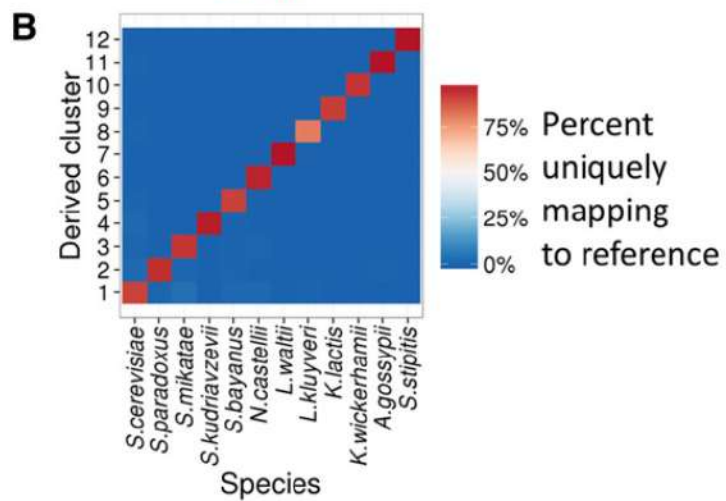 B
Derived cluster
12
11
10
9
8
7
6
5
4
3
2
1
S.cerevisiae
S.paradoxus
S.mikatae
S.kudriavzevii
S.bayanus
N.castellii
L.waltii
L.kluyveri
K.lactis
K.wickerhamii
A.gossypii
S.stipitis
Species
75%
50%
25%
0%
Percent
uniquely
mapping
to reference